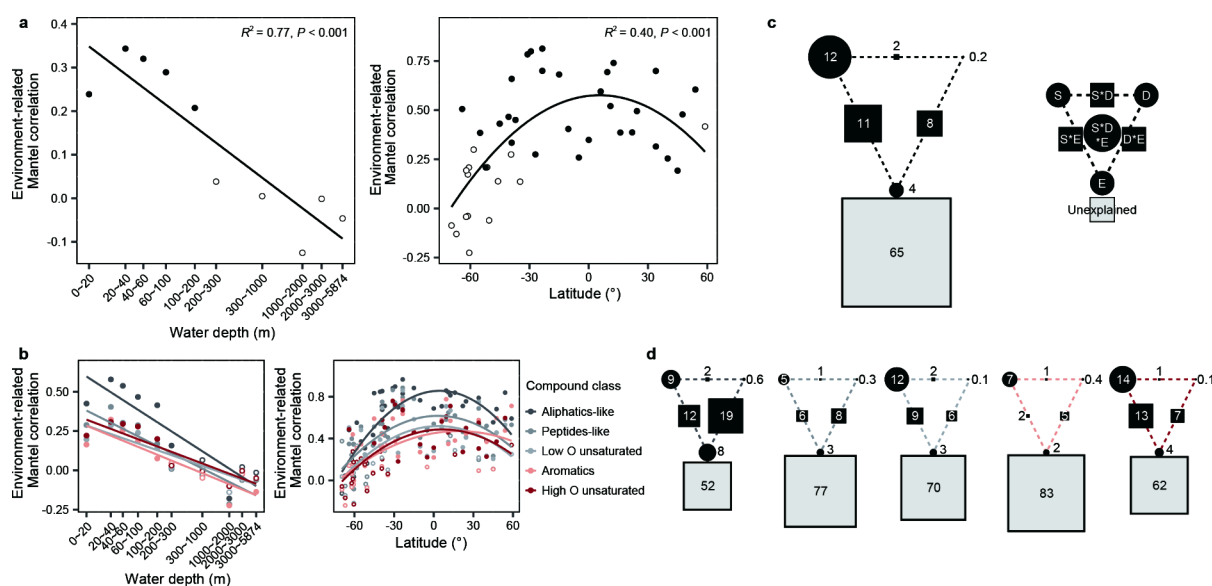 a
R² = 0.77, P < 0.001
Environment-related
Mantel correlation
0.4
0.3
0.2
0.1
0.0
-0.1
0~20
20~40
40~60
60~100
100~200
200~300
300~1000
1000~2000
2000~3000
3000~5874
Water depth (m)
R² = 0.40, P < 0.001
Environment-related
Mantel correlation
0.75
0.50
0.25
0.00
-0.25
-60
-30
0
30
60
Latitude (°)
c
12
2
0.2
11
8
4
65
S
S*D
D
S*D
*E
S*E
D*E
E
Unexplained
b
Environment-related
Mantel correlation
0.50
0.25
0.00
-0.25
0~20
20~40
40~60
60~100
100~200
200~300
300~1000
1000~2000
2000~3000
3000~5874
Water depth (m)
Environment-related
Mantel correlation
0.8
0.4
0.0
-60
-30
0
30
60
Latitude (°)
Compound class
Aliphatics-like
Peptides-like
Low O unsaturated
Aromatics
High O unsaturated
d
9
2
0.6
12
19
8
52
5
1
0.3
6
8
3
77
12
2
0.1
9
6
3
70
7
1
0.4
2
5
2
83
14
1
0.1
13
7
4
62